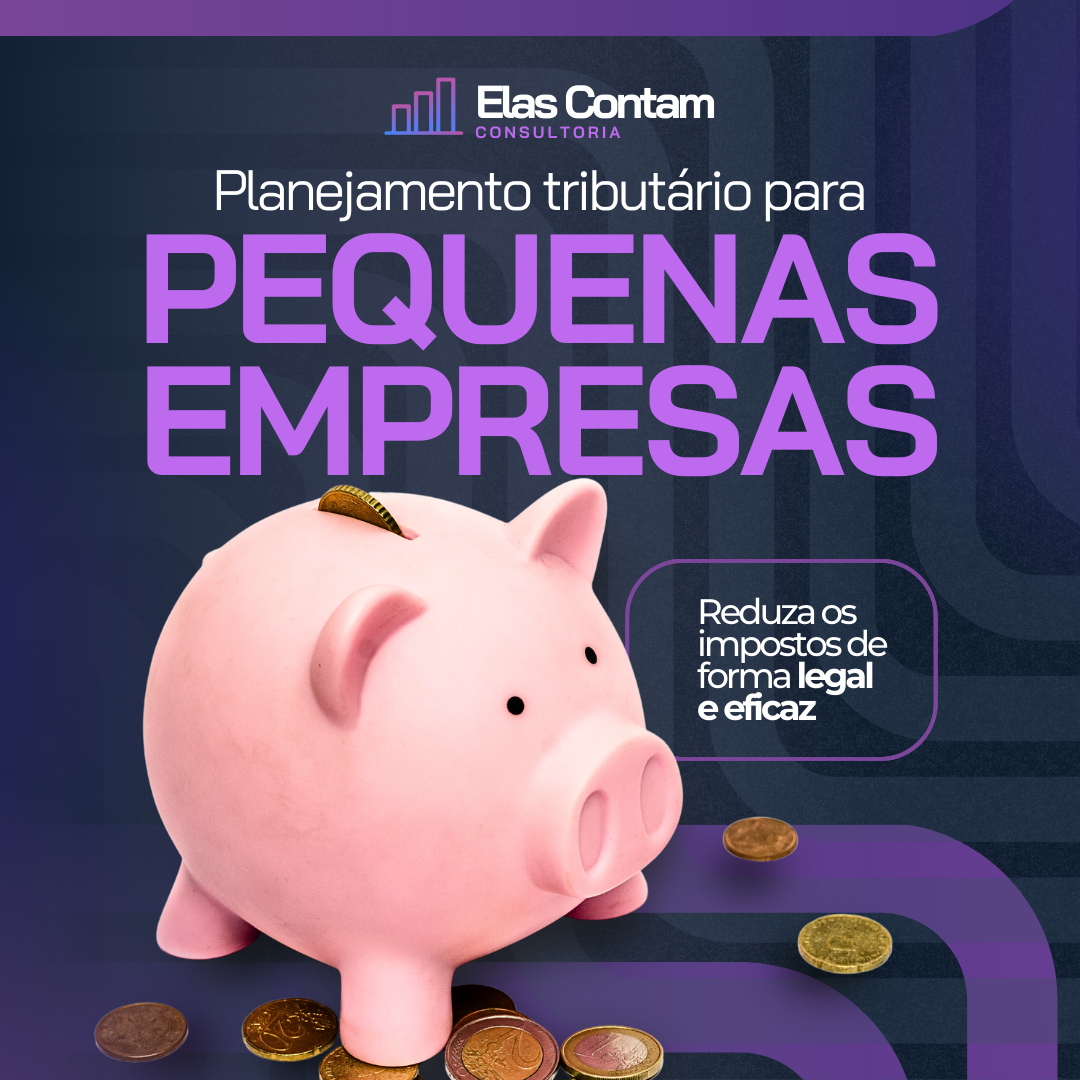 Elas Contam
CONSULTORIA
Planejamento tributário para
PEQUENAS
EMPRESAS
Reduza os
impostos de
forma legal
e eficaz